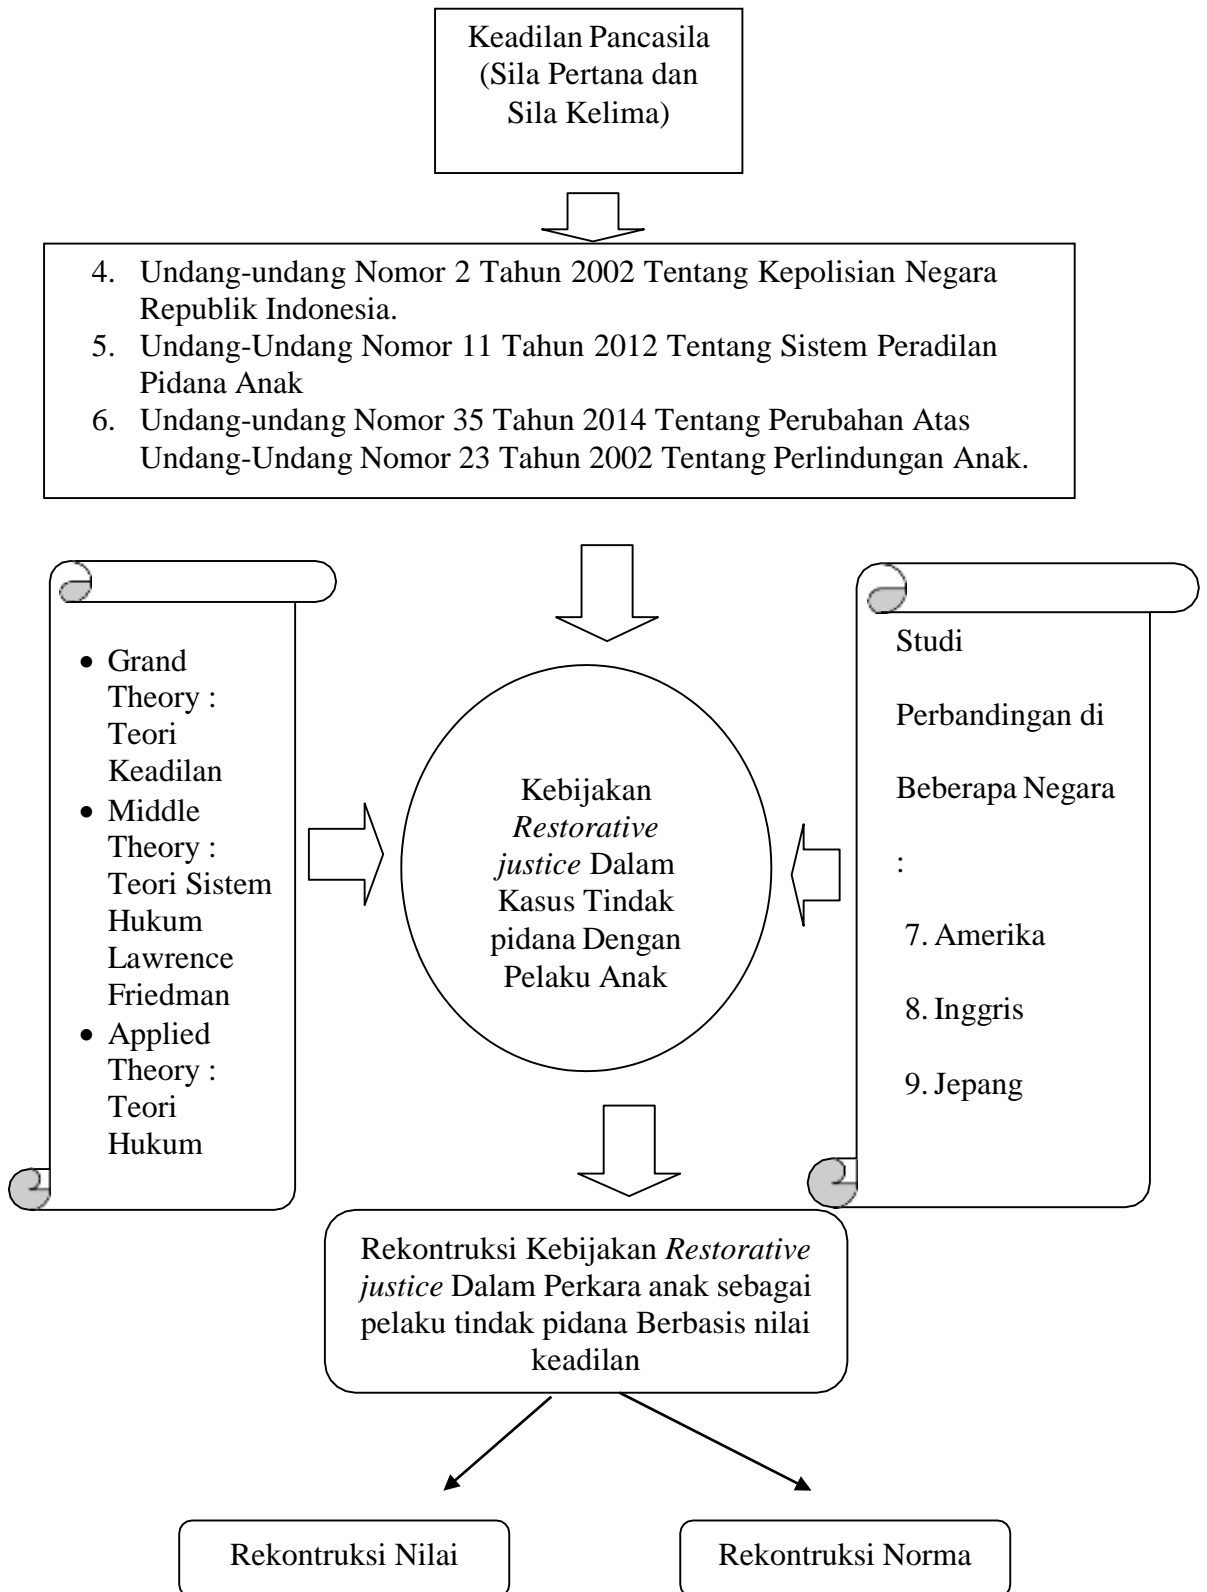 Keadilan Pancasila
(Sila Pertana dan
Sila Kelima)
4. Undang-undang Nomor 2 Tahun 2002 Tentang Kepolisian Negara
Republik Indonesia.
5. Undang-Undang Nomor 11 Tahun 2012 Tentang Sistem Peradilan
Pidana Anak
6. Undang-undang Nomor 35 Tahun 2014 Tentang Perubahan Atas
Undang-Undang Nomor 23 Tahun 2002 Tentang Perlindungan Anak.
• Grand
Theory :
Teori
Keadilan
• Middle
Theory :
Teori Sistem
Hukum
Lawrence
Friedman
• Applied
Theory :
Teori
Hukum
Kebijakan
Restorative
justice Dalam
Kasus Tindak
pidana Dengan
Pelaku Anak
Studi
Perbandingan di
Beberapa Negara
:
7. Amerika
8. Inggris
9. Jepang
Rekontruksi Kebijakan Restorative
justice Dalam Perkara anak sebagai
pelaku tindak pidana Berbasis nilai
keadilan
Rekontruksi Nilai
Rekontruksi Norma